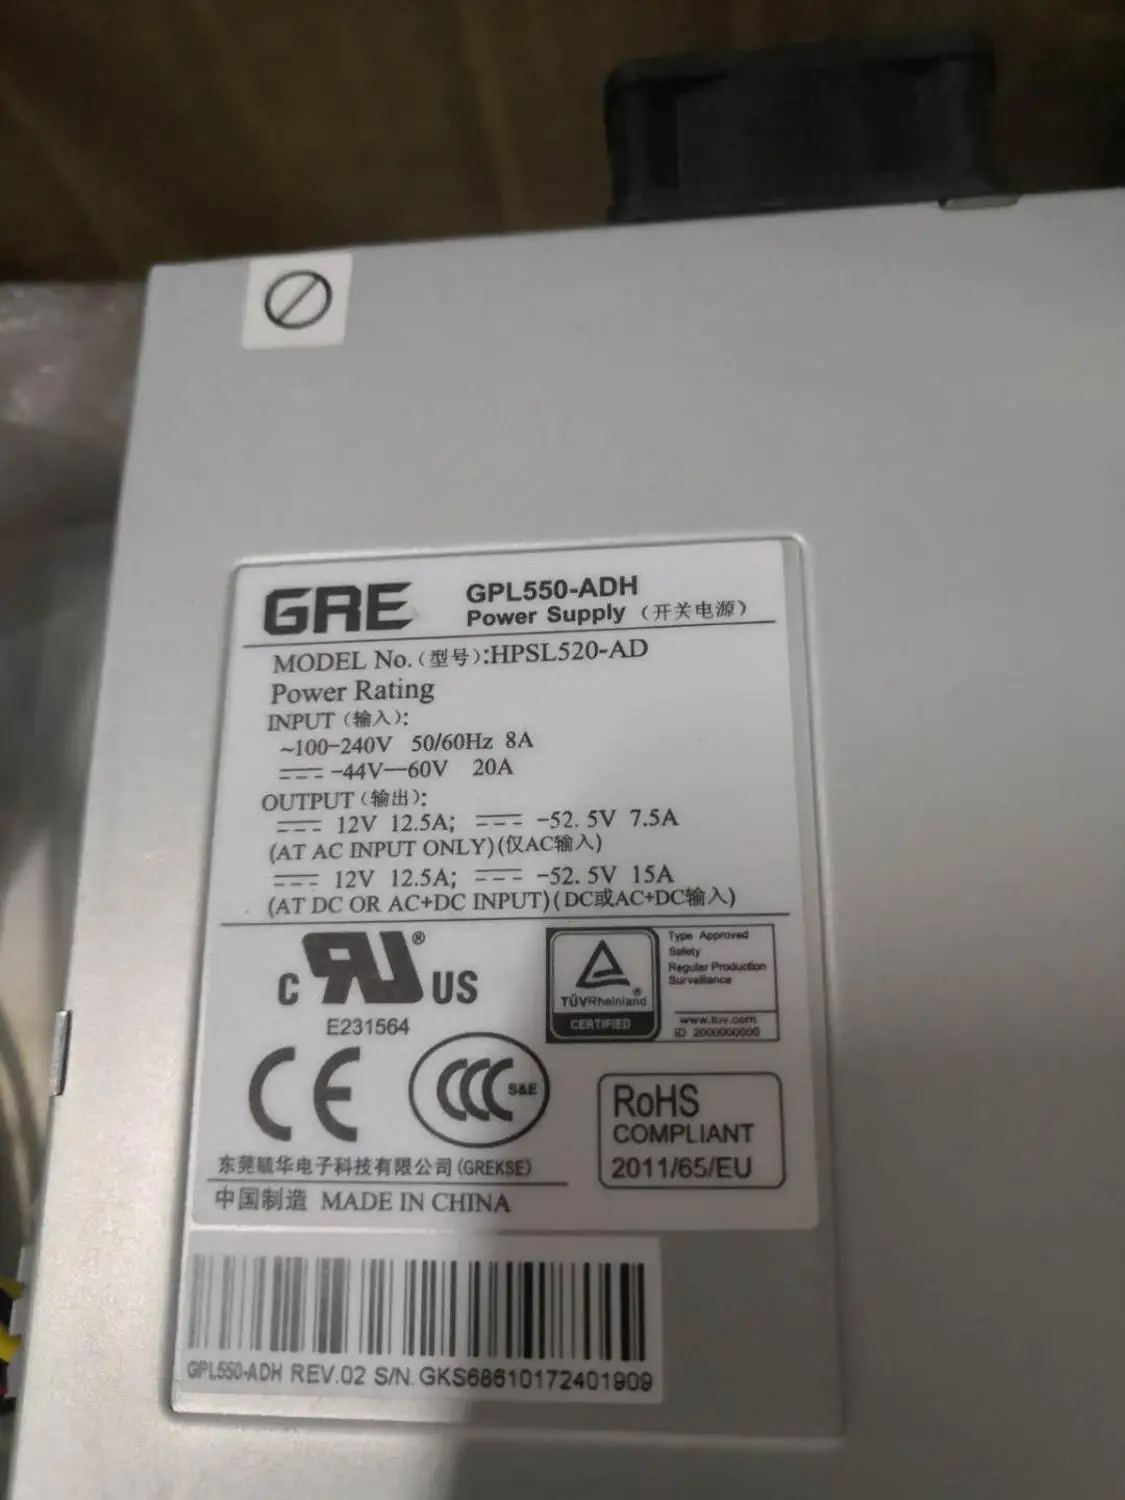 GRE
GPL550-ADH
Power Supply (开关电源)
MODEL No.(型号):HPSL520-AD
Power Rating
INPUT (输入):
~100-240V 50/60Hz 8A
⎓ -44V—60V 20A
OUTPUT (输出):
⎓ 12V 12.5A; ⎓ -52.5V 7.5A
(AT AC INPUT ONLY)(仅AC输入)
⎓ 12V 12.5A; ⎓ -52.5V 15A
(AT DC OR AC+DC INPUT)(DC或AC+DC输入)
c RU ® US
E231564
TÜVRheinland ®
CERTIFIED
Type Approved
Safety
Regular Production
Surveillance
www.tuv.com
ID 2000000000
CE
CCC S&E
RoHS
COMPLIANT
2011/65/EU
东莞毓华电子科技有限公司(GREKSE)
中国制造 MADE IN CHINA
GPL550-ADH REV.02 S/N.GKS68610172401909